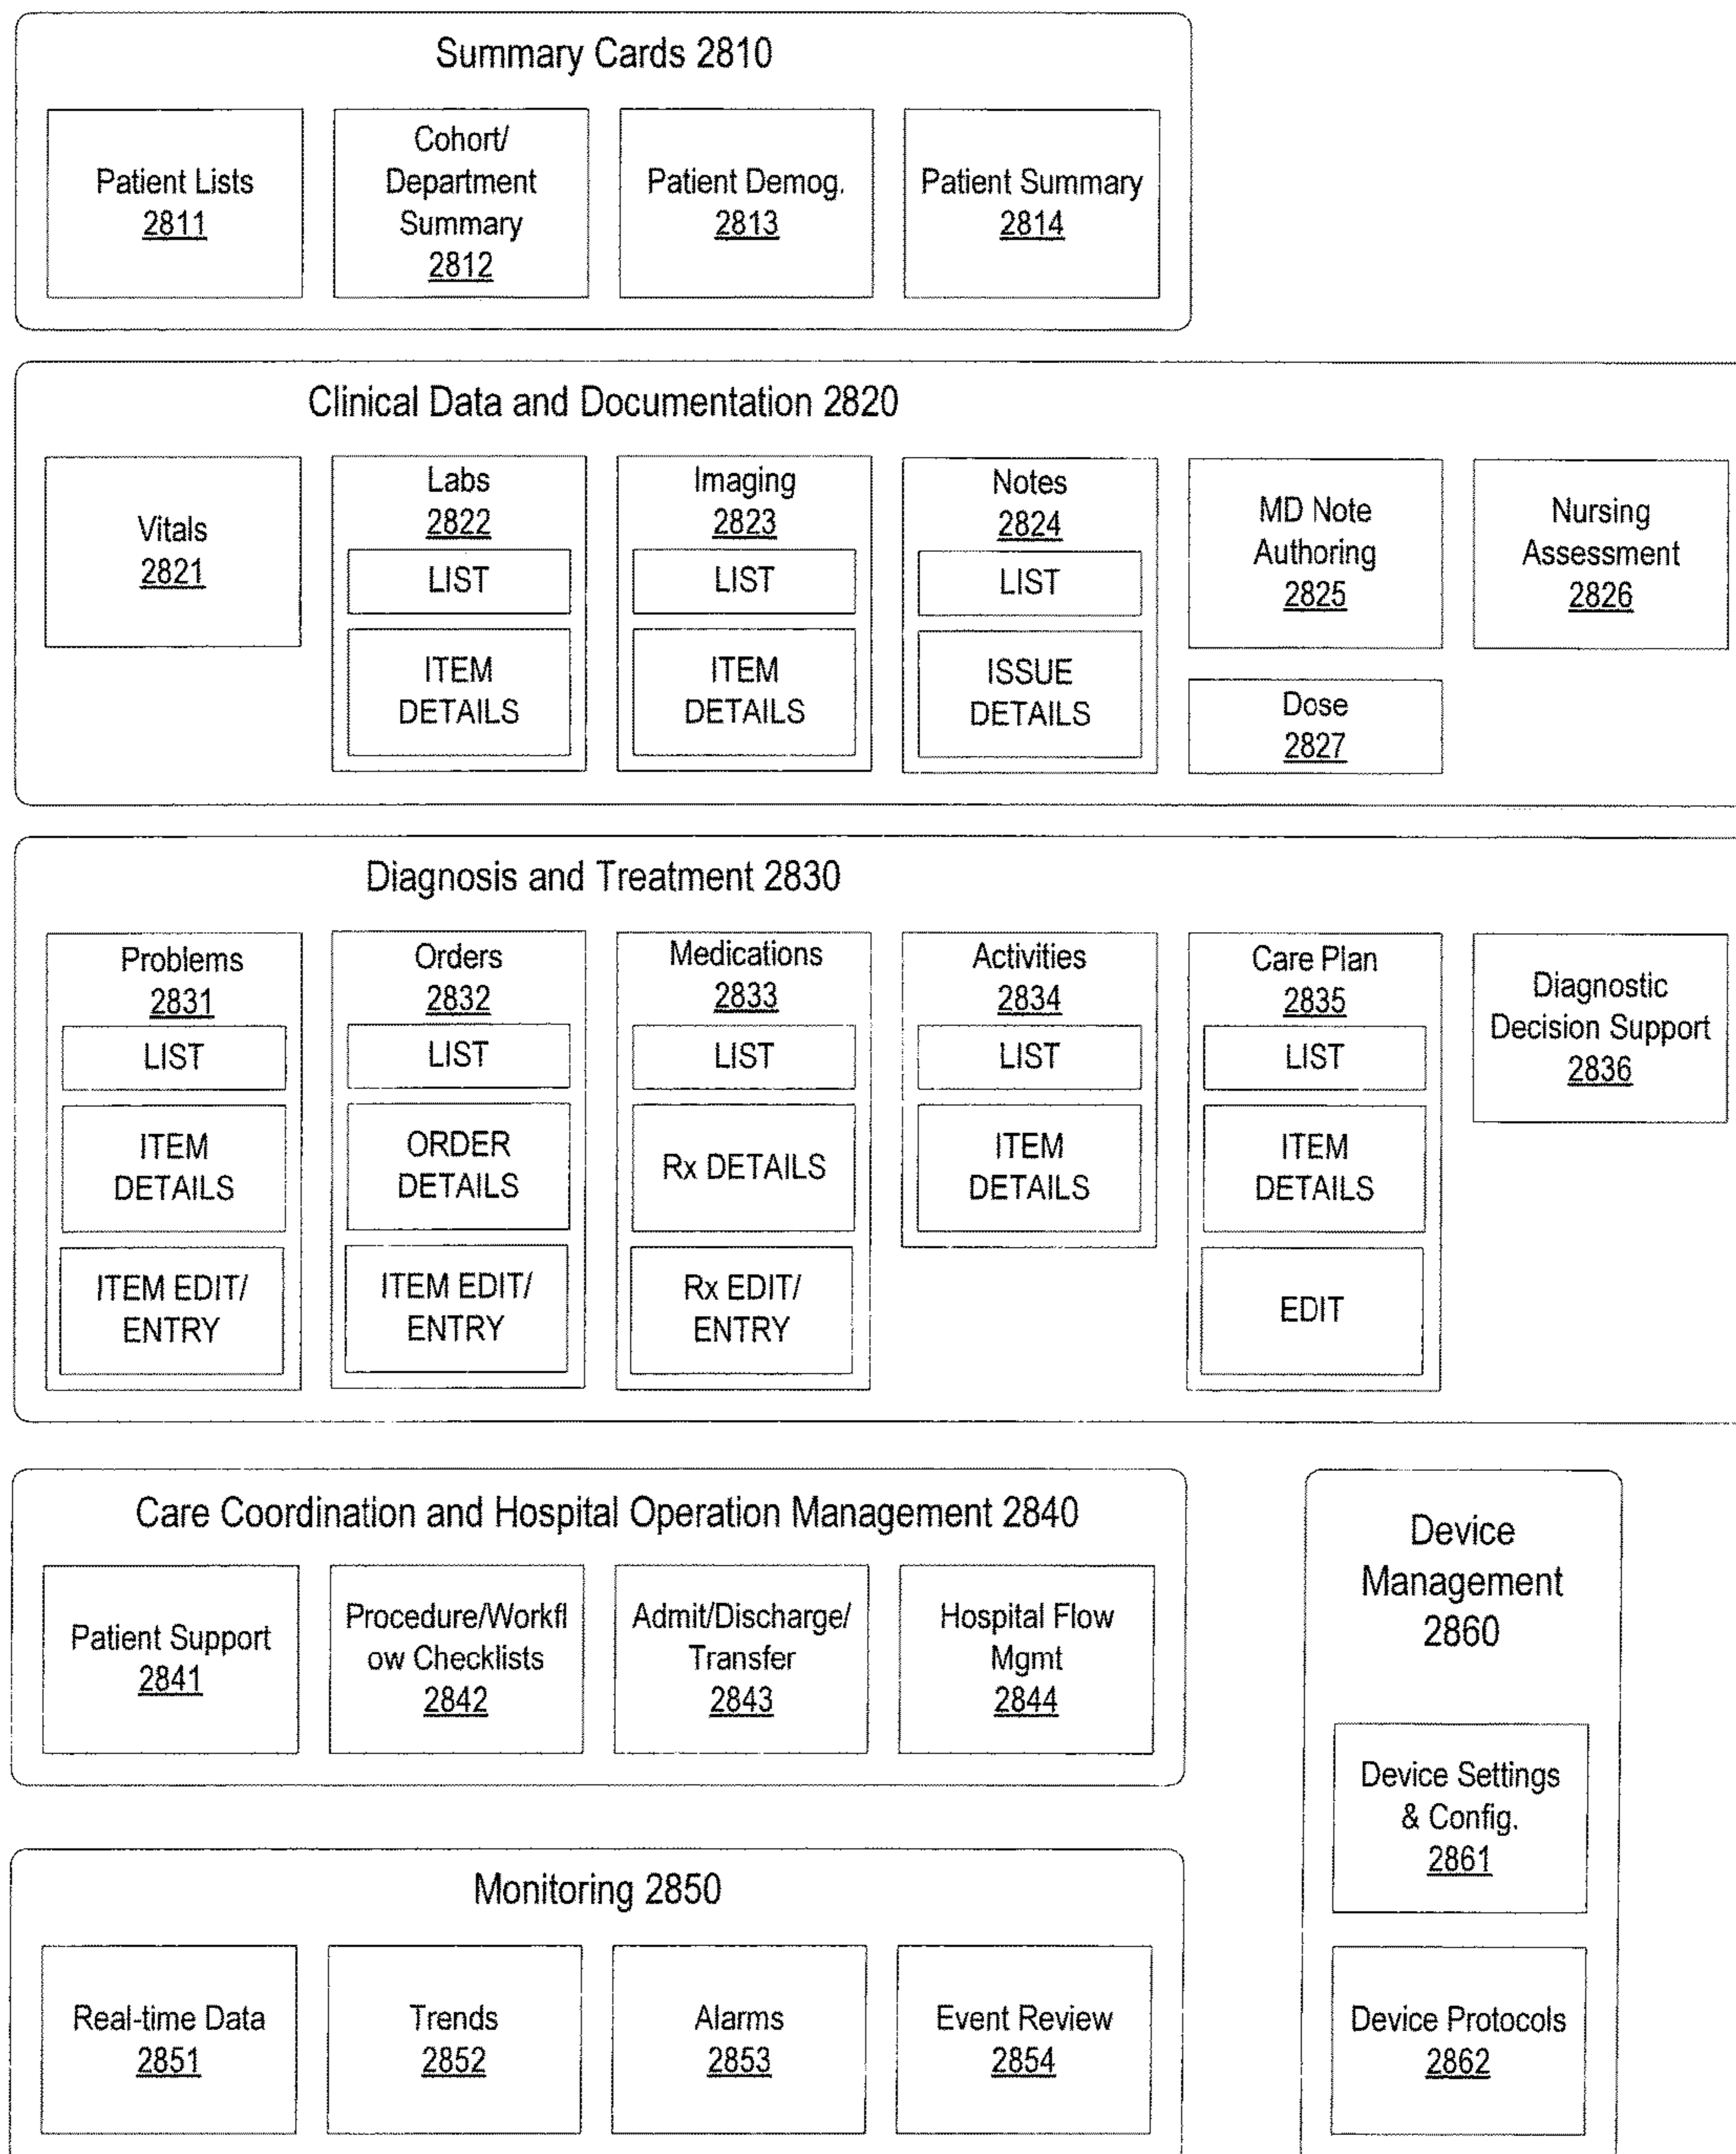 Summary Cards 2810
Patient Lists
2811
Cohort/
Department
Summary
2812
Patient Demog.
2813
Patient Summary
2814
Clinical Data and Documentation 2820
Vitals
2821
Labs
2822
LIST
ITEM
DETAILS
Imaging
2823
LIST
ITEM
DETAILS
Notes
2824
LIST
ISSUE
DETAILS
MD Note
Authoring
2825
Dose
2827
Nursing
Assessment
2826
Diagnosis and Treatment 2830
Problems
2831
LIST
ITEM
DETAILS
ITEM EDIT/
ENTRY
Orders
2832
LIST
ORDER
DETAILS
ITEM EDIT/
ENTRY
Medications
2833
LIST
Rx DETAILS
Rx EDIT/
ENTRY
Activities
2834
LIST
ITEM
DETAILS
Care Plan
2835
LIST
ITEM
DETAILS
EDIT
Diagnostic
Decision Support
2836
Care Coordination and Hospital Operation Management 2840
Patient Support
2841
Procedure/Workfl
ow Checklists
2842
Admit/Discharge/
Transfer
2843
Hospital Flow
Mgmt
2844
Monitoring 2850
Real-time Data
2851
Trends
2852
Alarms
2853
Event Review
2854
Device
Management
2860
Device Settings
& Config.
2861
Device Protocols
2862